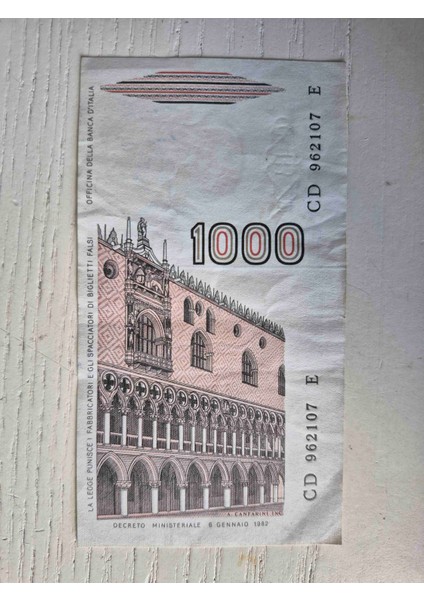 LA LEGGE PUNISCE I FABBRICATORI E GLI SPACCIATORI DI BIGLIETTI FALSI
OFFICINA DELLA BANCA D'ITALIA
1000
CD 962107 E
CD 962107 E
A. CANFARINI INC.
DECRETO MINISTERIALE 6 GENNAIO 1982